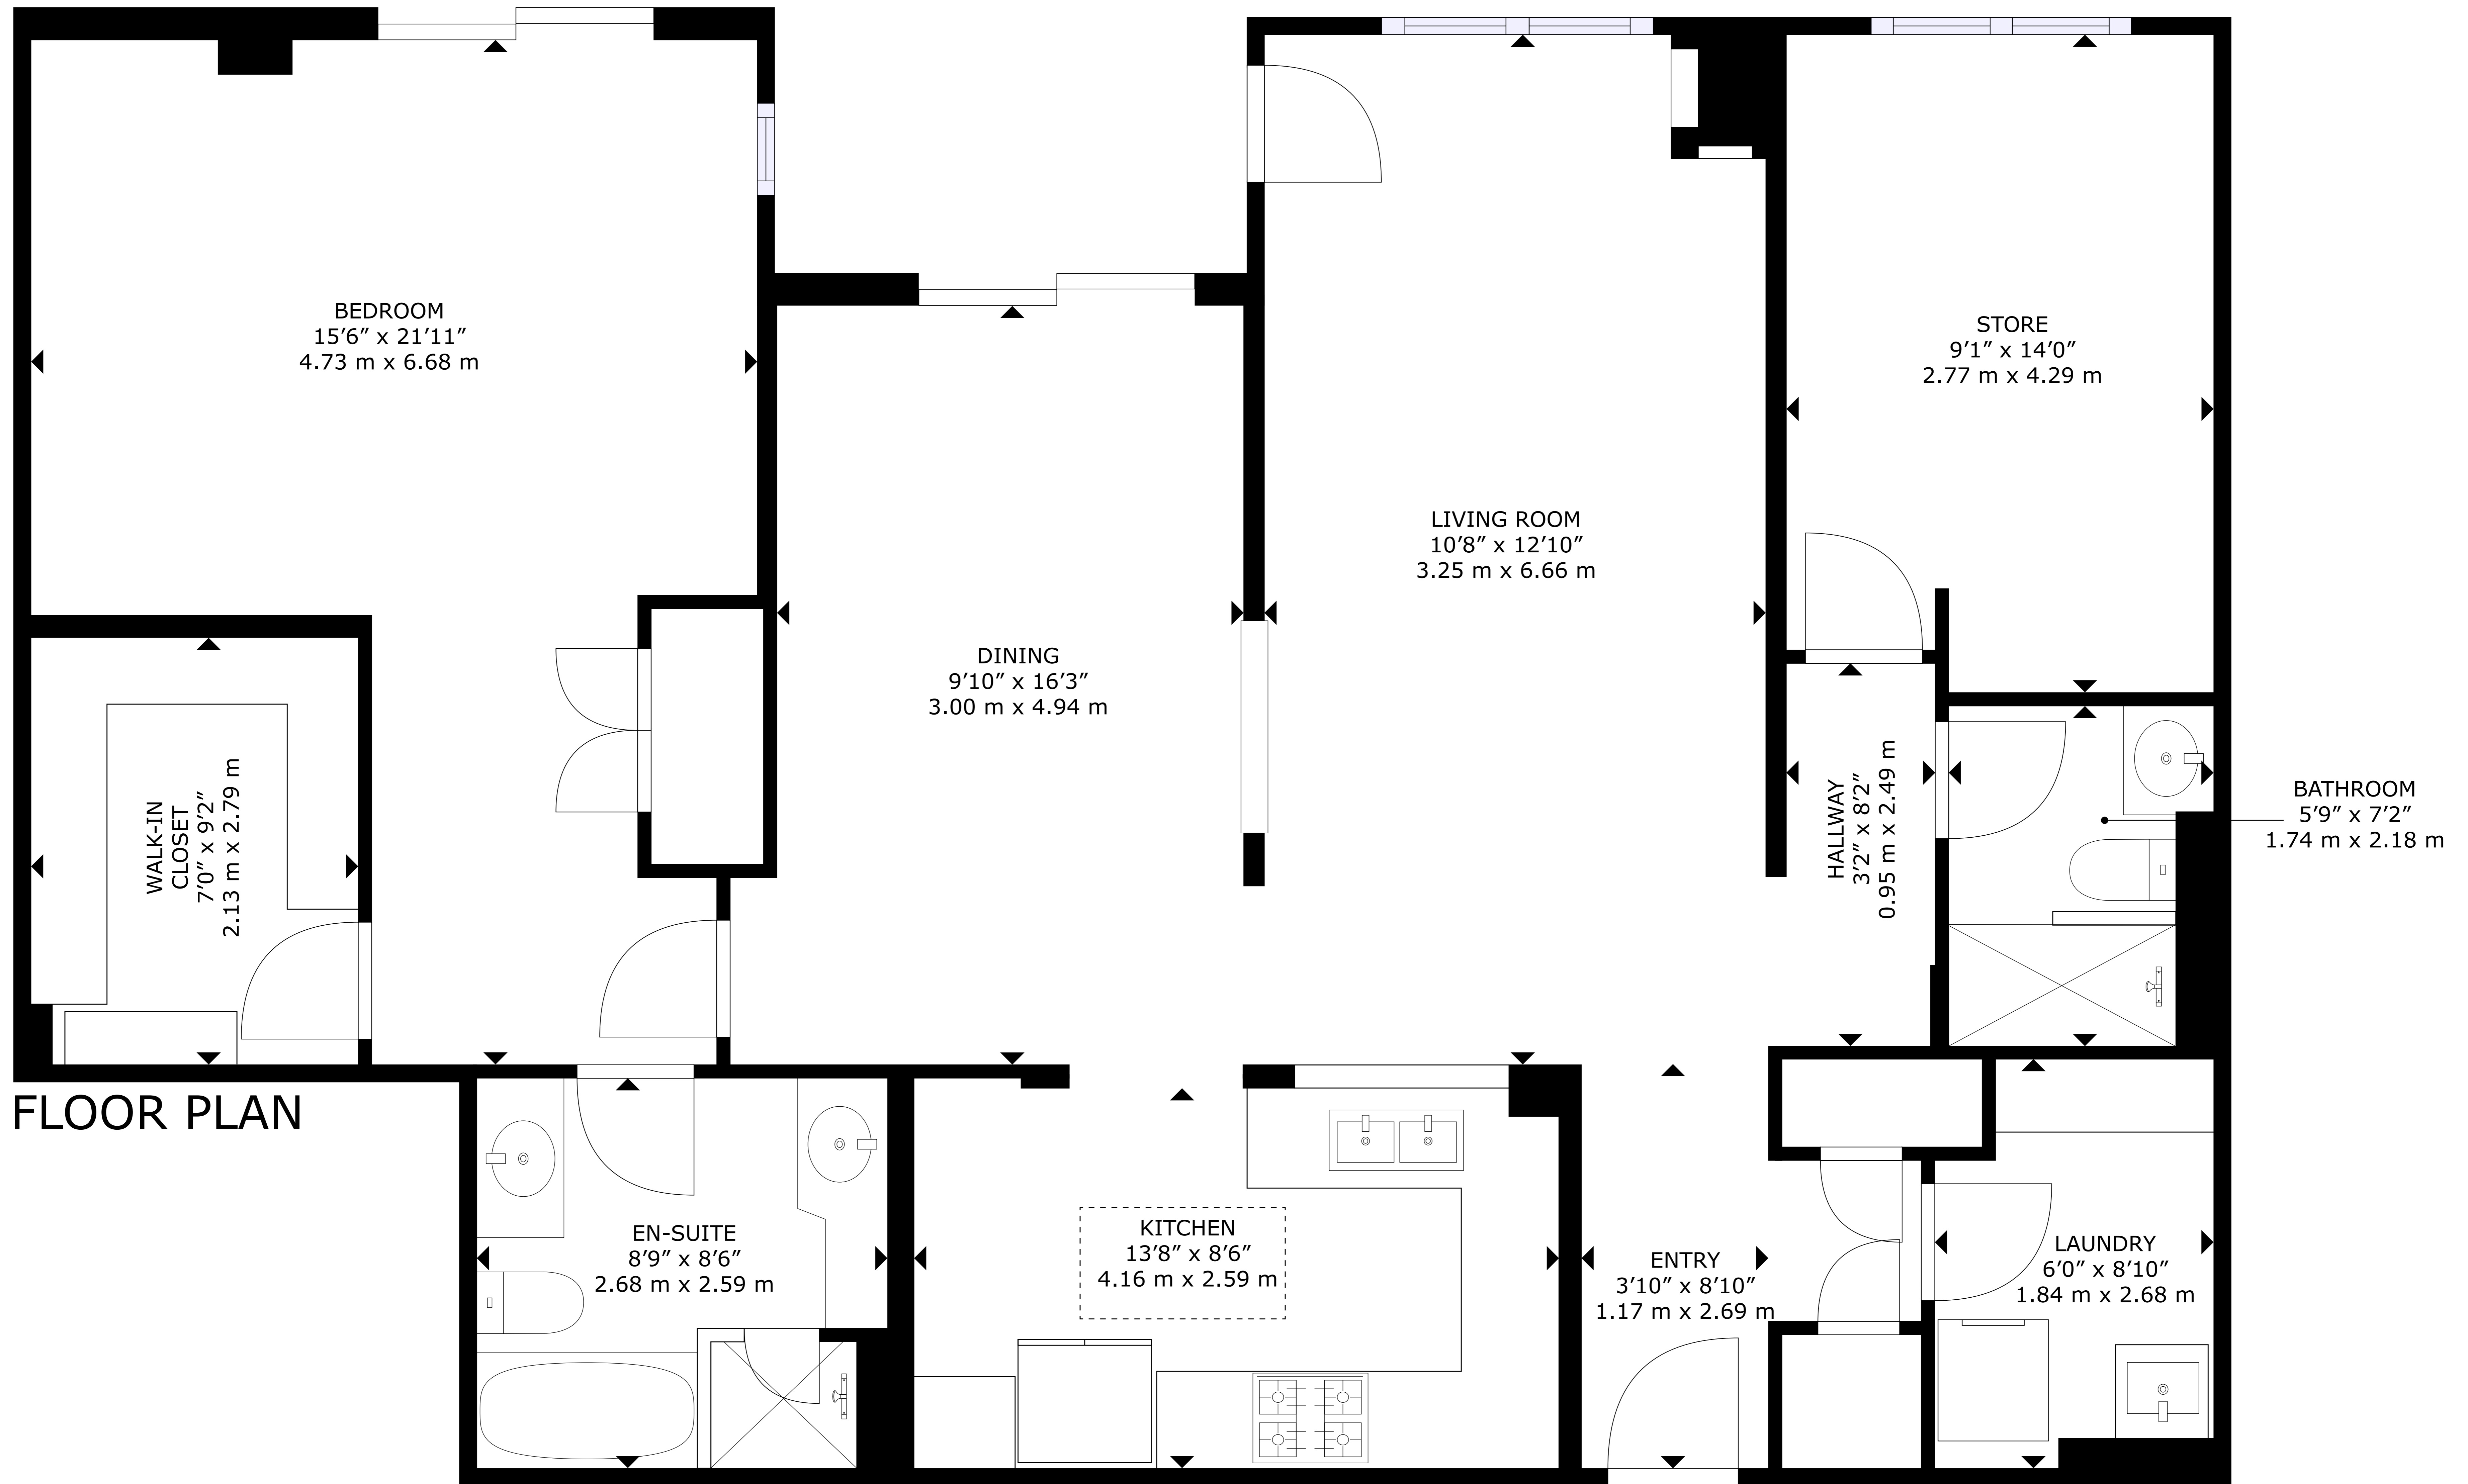 BEDROOM
15’6” x 21’11”
4.73 m x 6.68 m
STORE
9’1” x 14’0”
2.77 m x 4.29 m
LIVING ROOM
10’8” x 12’10”
3.25 m x 6.66 m
DINING
9’10” x 16’3”
3.00 m x 4.94 m
WALK-IN
CLOSET
7’0” x 9’2”
2.13 m x 2.79 m
HALLWAY
3’2” x 8’2”
0.95 m x 2.49 m
BATHROOM
5’9” x 7’2”
1.74 m x 2.18 m
FLOOR PLAN
EN-SUITE
8’9” x 8’6”
2.68 m x 2.59 m
KITCHEN
13’8” x 8’6”
4.16 m x 2.59 m
ENTRY
3’10” x 8’10”
1.17 m x 2.69 m
LAUNDRY
6’0” x 8’10”
1.84 m x 2.68 m